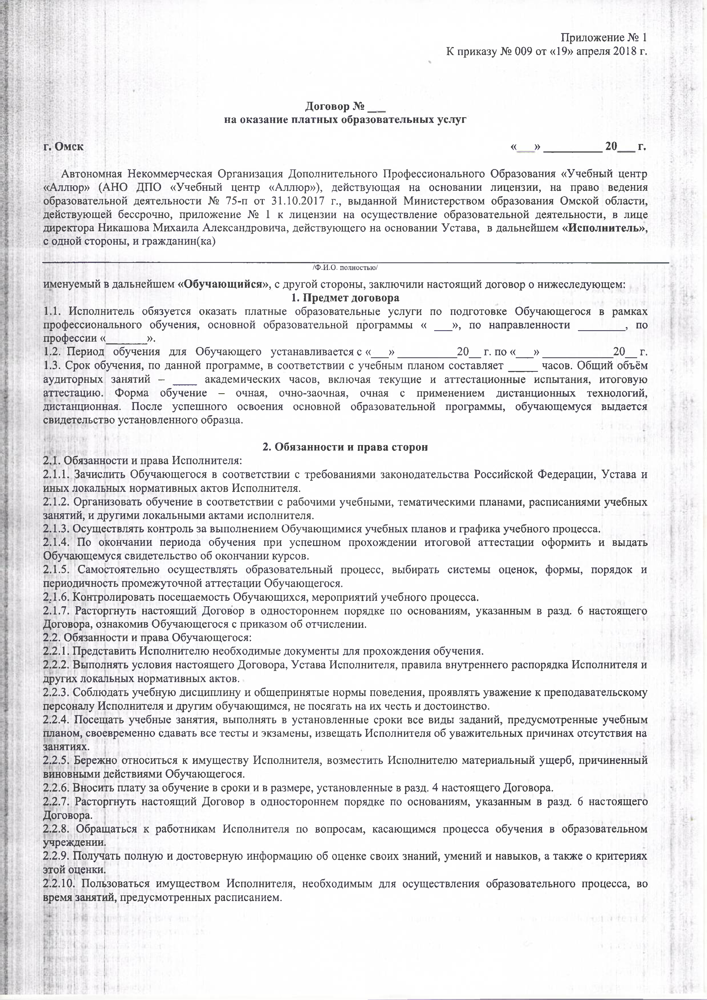 Приложение № 1
К приказу № 009 от «19» апреля 2018 г.
Договор № ___
на оказание платных образовательных услуг
г. Омск «___» __________ 20___ г.
Автономная Некоммерческая Организация Дополнительного Профессионального Образования «Учебный центр
«Аллюр» (АНО ДПО «Учебный центр «Аллюр»), действующая на основании лицензии, на право ведения
образовательной деятельности № 75-п от 31.10.2017 г., выданной Министерством образования Омской области,
действующей бессрочно, приложение № 1 к лицензии на осуществление образовательной деятельности, в лице
директора Никашова Михаила Александровича, действующего на основании Устава, в дальнейшем «Исполнитель»,
с одной стороны, и гражданин(ка)
/Ф.И.О. полностью/
именуемый в дальнейшем «Обучающийся», с другой стороны, заключили настоящий договор о нижеследующем:
1. Предмет договора
1.1. Исполнитель обязуется оказать платные образовательные услуги по подготовке Обучающегося в рамках
профессионального обучения, основной образовательной программы « ___», по направленности ________, по
профессии «_______».
1.2. Период обучения для Обучающего устанавливается с «___» __________20__ г. по «___» ____________20__ г.
1.3. Срок обучения, по данной программе, в соответствии с учебным планом составляет _____ часов. Общий объём
аудиторных занятий – ____ академических часов, включая текущие и аттестационные испытания, итоговую
аттестацию. Форма обучение – очная, очно-заочная, очная с применением дистанционных технологий,
дистанционная. После успешного освоения основной образовательной программы, обучающемуся выдается
свидетельство установленного образца.
2. Обязанности и права сторон
2.1. Обязанности и права Исполнителя:
2.1.1. Зачислить Обучающегося в соответствии с требованиями законодательства Российской Федерации, Устава и
иных локальных нормативных актов Исполнителя.
2.1.2. Организовать обучение в соответствии с рабочими учебными, тематическими планами, расписаниями учебных
занятий, и другими локальными актами исполнителя.
2.1.3. Осуществлять контроль за выполнением Обучающимися учебных планов и графика учебного процесса.
2.1.4. По окончании периода обучения при успешном прохождении итоговой аттестации оформить и выдать
Обучающемуся свидетельство об окончании курсов.
2.1.5. Самостоятельно осуществлять образовательный процесс, выбирать системы оценок, формы, порядок и
периодичность промежуточной аттестации Обучающегося.
2.1.6. Контролировать посещаемость Обучающихся, мероприятий учебного процесса.
2.1.7. Расторгнуть настоящий Договор в одностороннем порядке по основаниям, указанным в разд. 6 настоящего
Договора, ознакомив Обучающегося с приказом об отчислении.
2.2. Обязанности и права Обучающегося:
2.2.1. Представить Исполнителю необходимые документы для прохождения обучения.
2.2.2. Выполнять условия настоящего Договора, Устава Исполнителя, правила внутреннего распорядка Исполнителя и
других локальных нормативных актов.
2.2.3. Соблюдать учебную дисциплину и общепринятые нормы поведения, проявлять уважение к преподавательскому
персоналу Исполнителя и другим обучающимся, не посягать на их честь и достоинство.
2.2.4. Посещать учебные занятия, выполнять в установленные сроки все виды заданий, предусмотренные учебным
планом, своевременно сдавать все тесты и экзамены, извещать Исполнителя об уважительных причинах отсутствия на
занятиях.
2.2.5. Бережно относиться к имуществу Исполнителя, возместить Исполнителю материальный ущерб, причиненный
виновными действиями Обучающегося.
2.2.6. Вносить плату за обучение в сроки и в размере, установленные в разд. 4 настоящего Договора.
2.2.7. Расторгнуть настоящий Договор в одностороннем порядке по основаниям, указанным в разд. 6 настоящего
Договора.
2.2.8. Обращаться к работникам Исполнителя по вопросам, касающимся процесса обучения в образовательном
учреждении.
2.2.9. Получать полную и достоверную информацию об оценке своих знаний, умений и навыков, а также о критериях
этой оценки.
2.2.10. Пользоваться имуществом Исполнителя, необходимым для осуществления образовательного процесса, во
время занятий, предусмотренных расписанием.